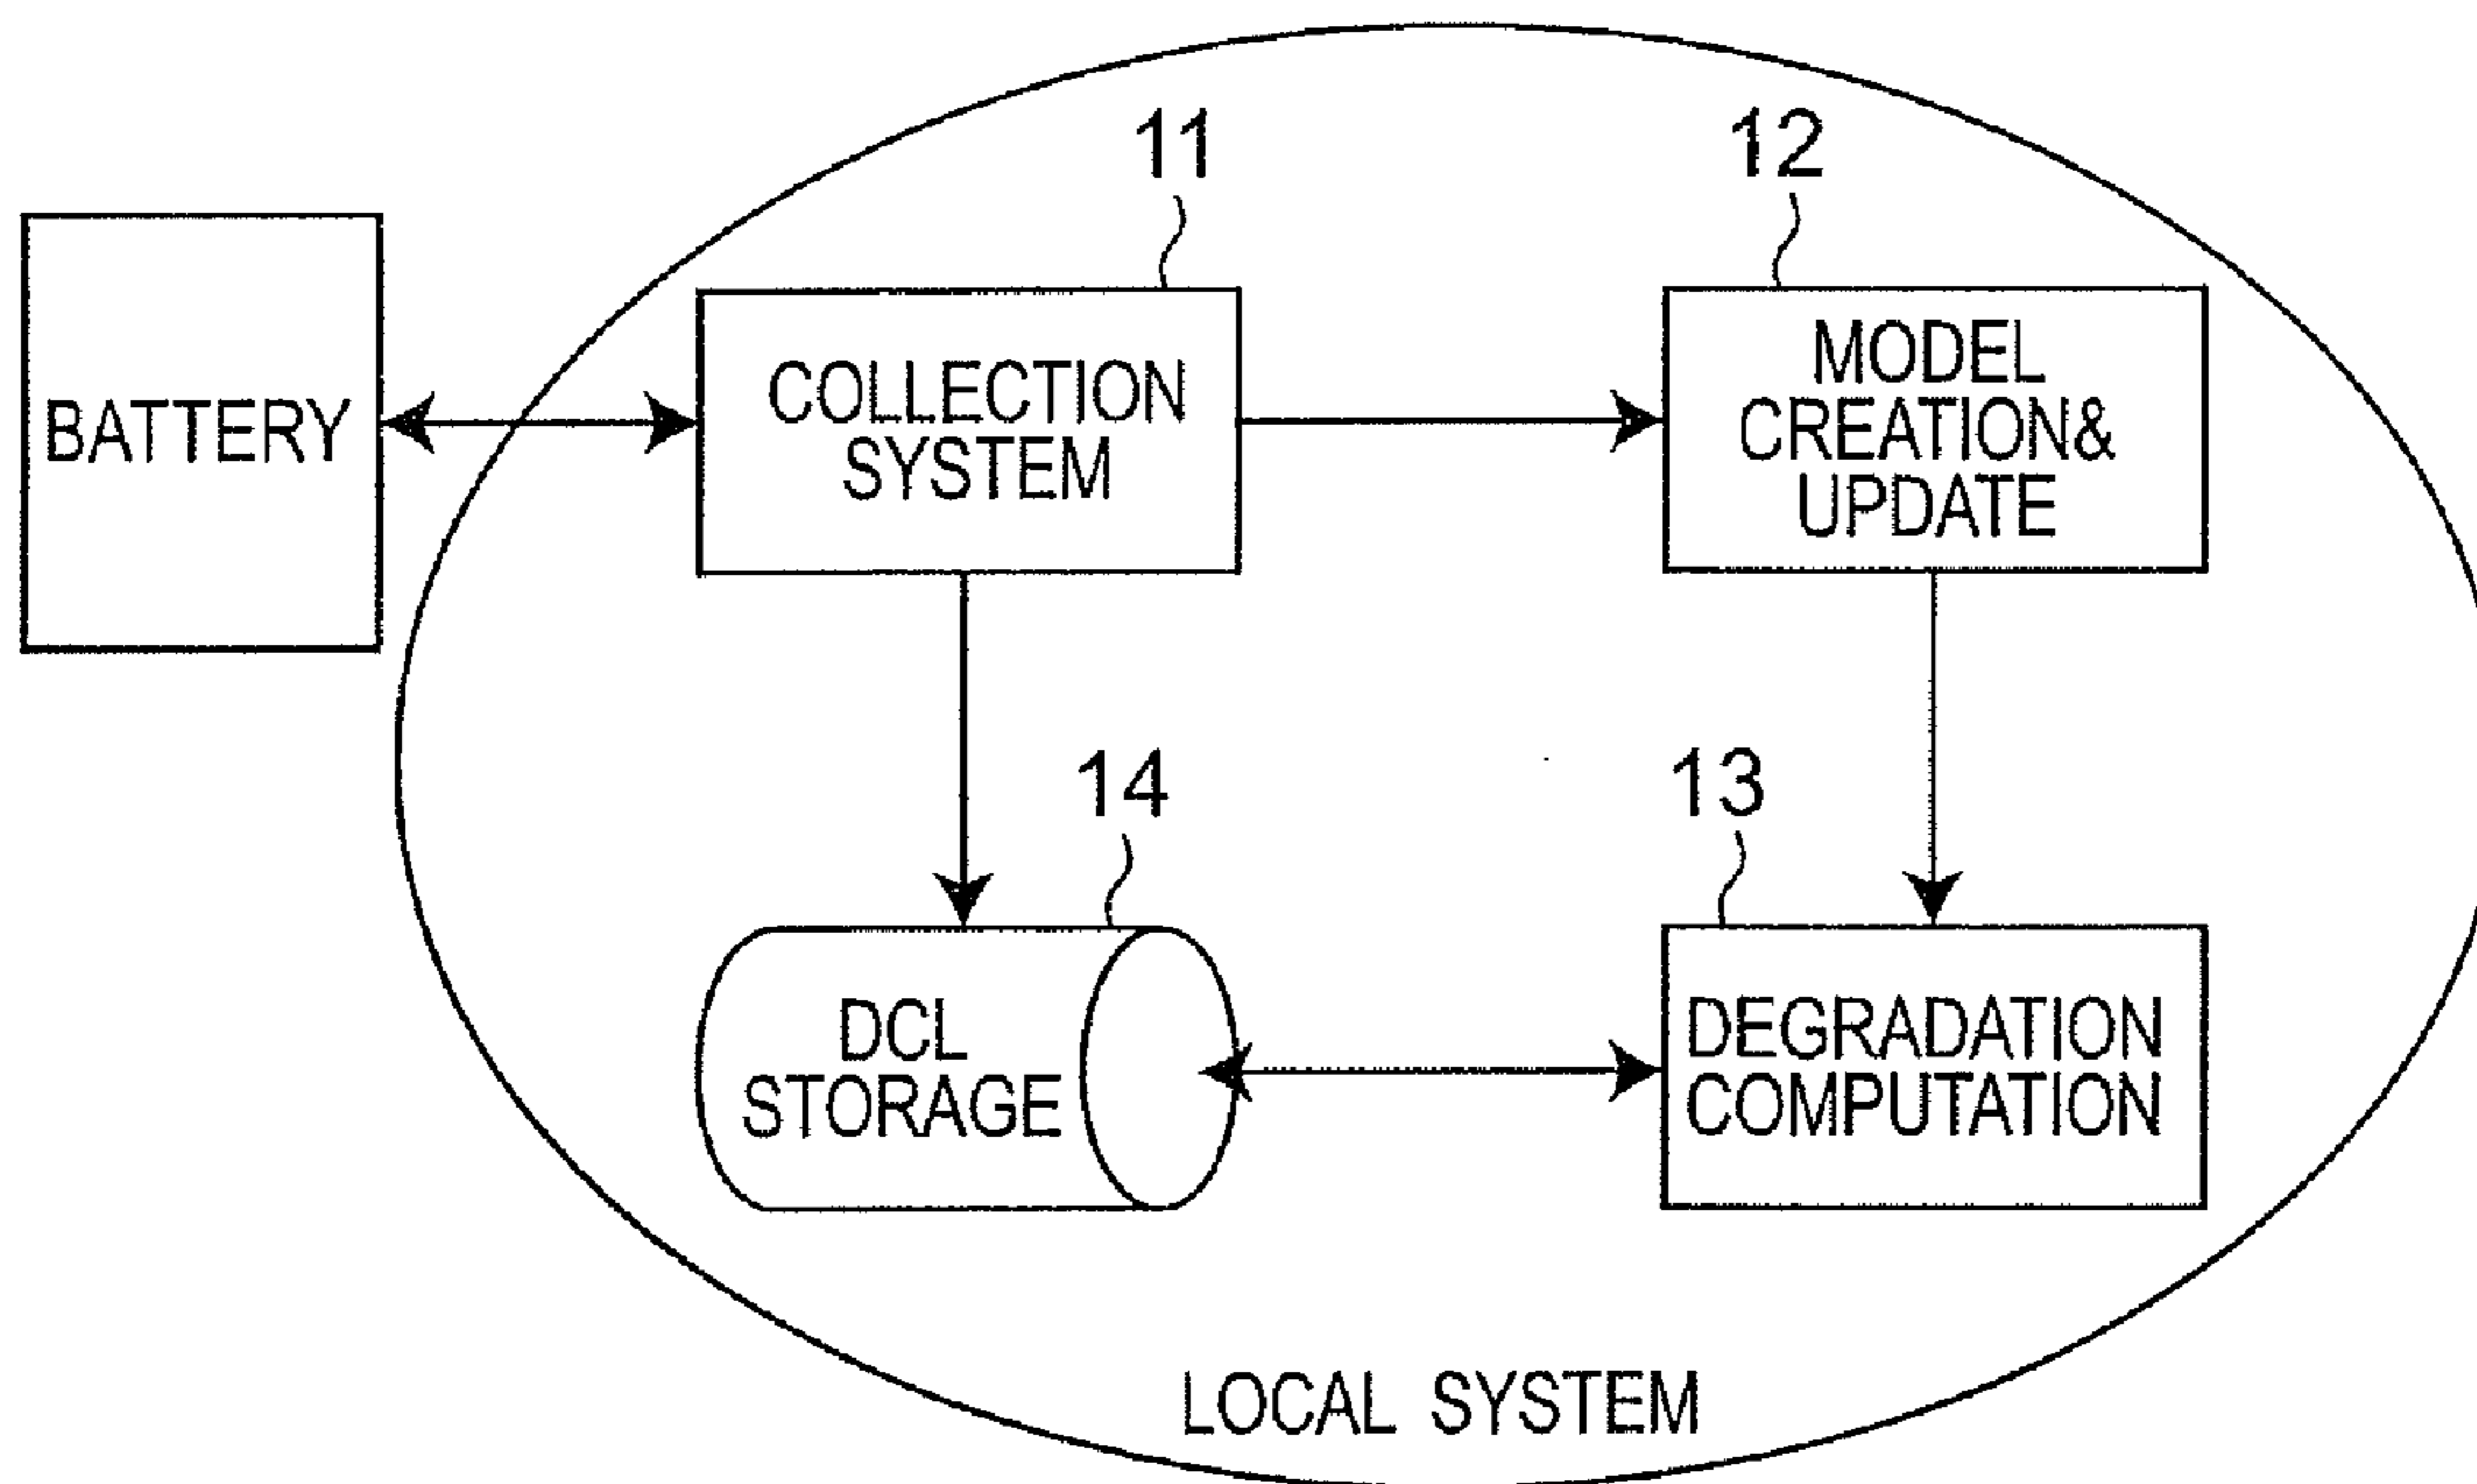 11
12
BATTERY
COLLECTION
SYSTEM
MODEL
CREATION&
UPDATE
14
13
DCL
STORAGE
DEGRADATION
COMPUTATION
LOCAL SYSTEM